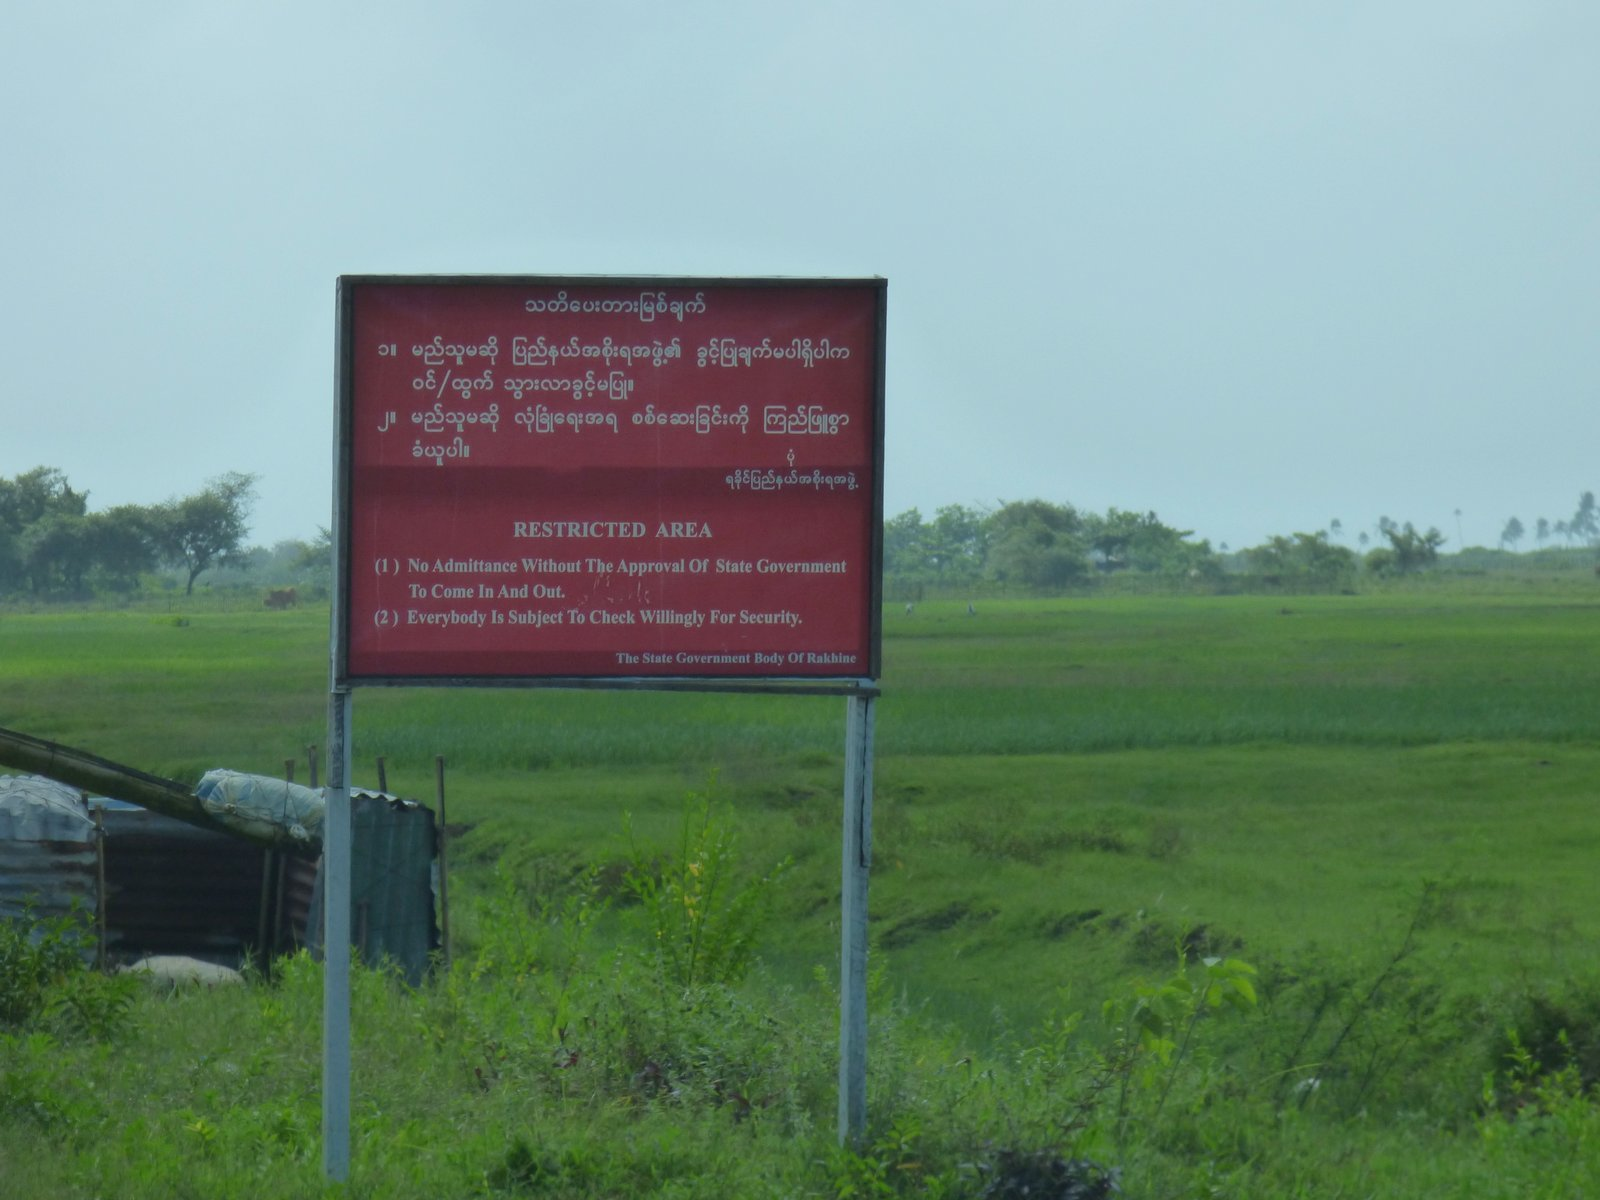 သတိပေးတားမြစ်ချက်
၁။ မည်သူမဆို ပြည်နယ်အစိုးရအဖွဲ့၏ ခွင့်ပြုချက်မပါရှိပါက
ဝင်/ထွက် သွားလာခွင့်မပြု။
၂။ မည်သူမဆို လုံခြုံရေးအရ စစ်ဆေးခြင်းကို ကြည်ဖြူစွာ
ခံယူပါ။
ပုံ
ရခိုင်ပြည်နယ်အစိုးရအဖွဲ့
RESTRICTED AREA
(1) No Admittance Without The Approval Of State Government
To Come In And Out.
(2) Everybody Is Subject To Check Willingly For Security.
The State Government Body Of Rakhine